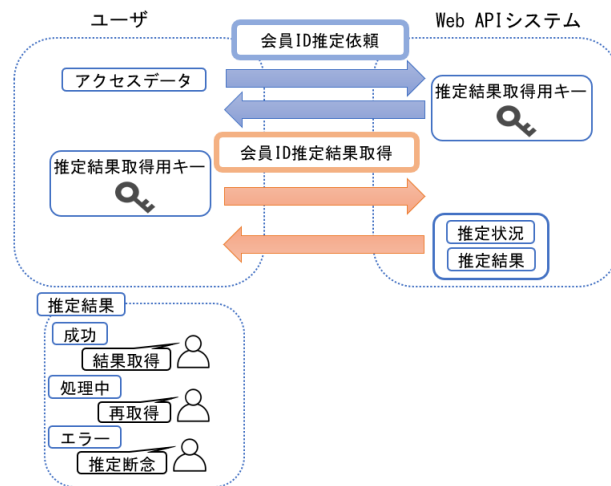 ユーザ
Web APIシステム
会員ID推定依頼
アクセスデータ
推定結果取得用キー
会員ID推定結果取得
推定結果取得用キー
推定状況
推定結果
推定結果
成功
結果取得
処理中
再取得
エラー
推定断念